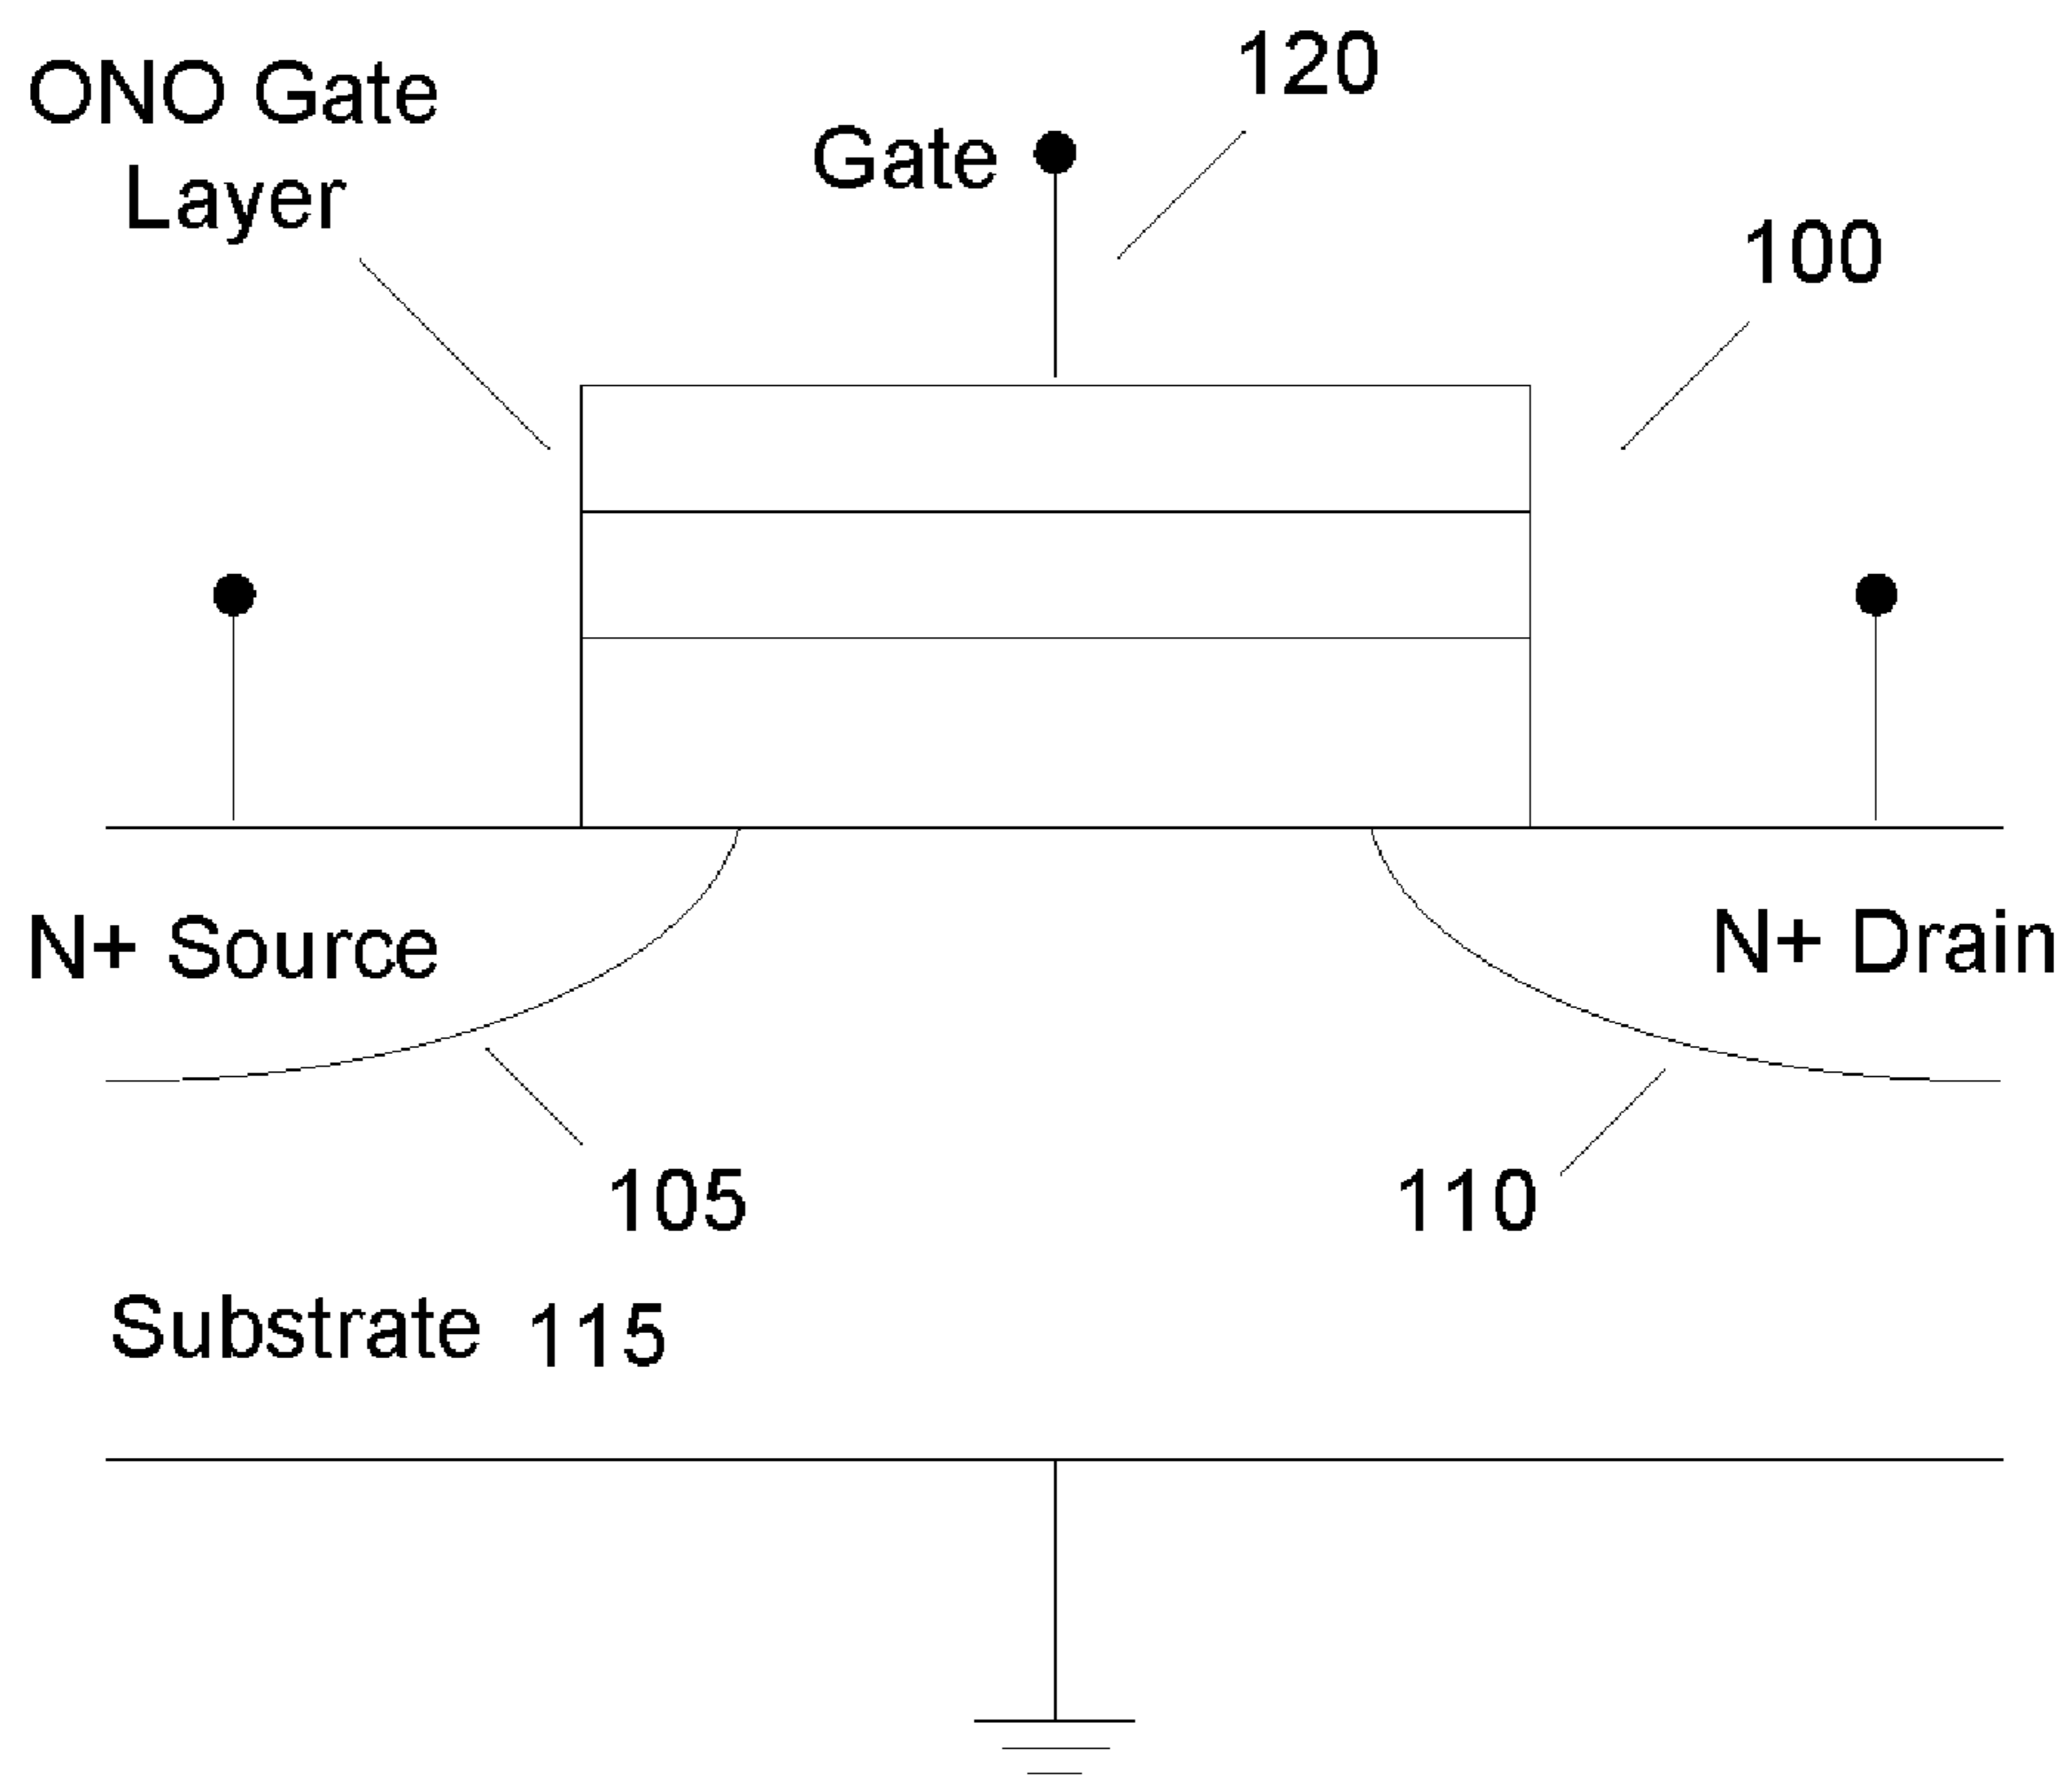 ONO Gate
Layer
120
Gate
100
N+ Source
N+ Drain
105
110
Substrate 115